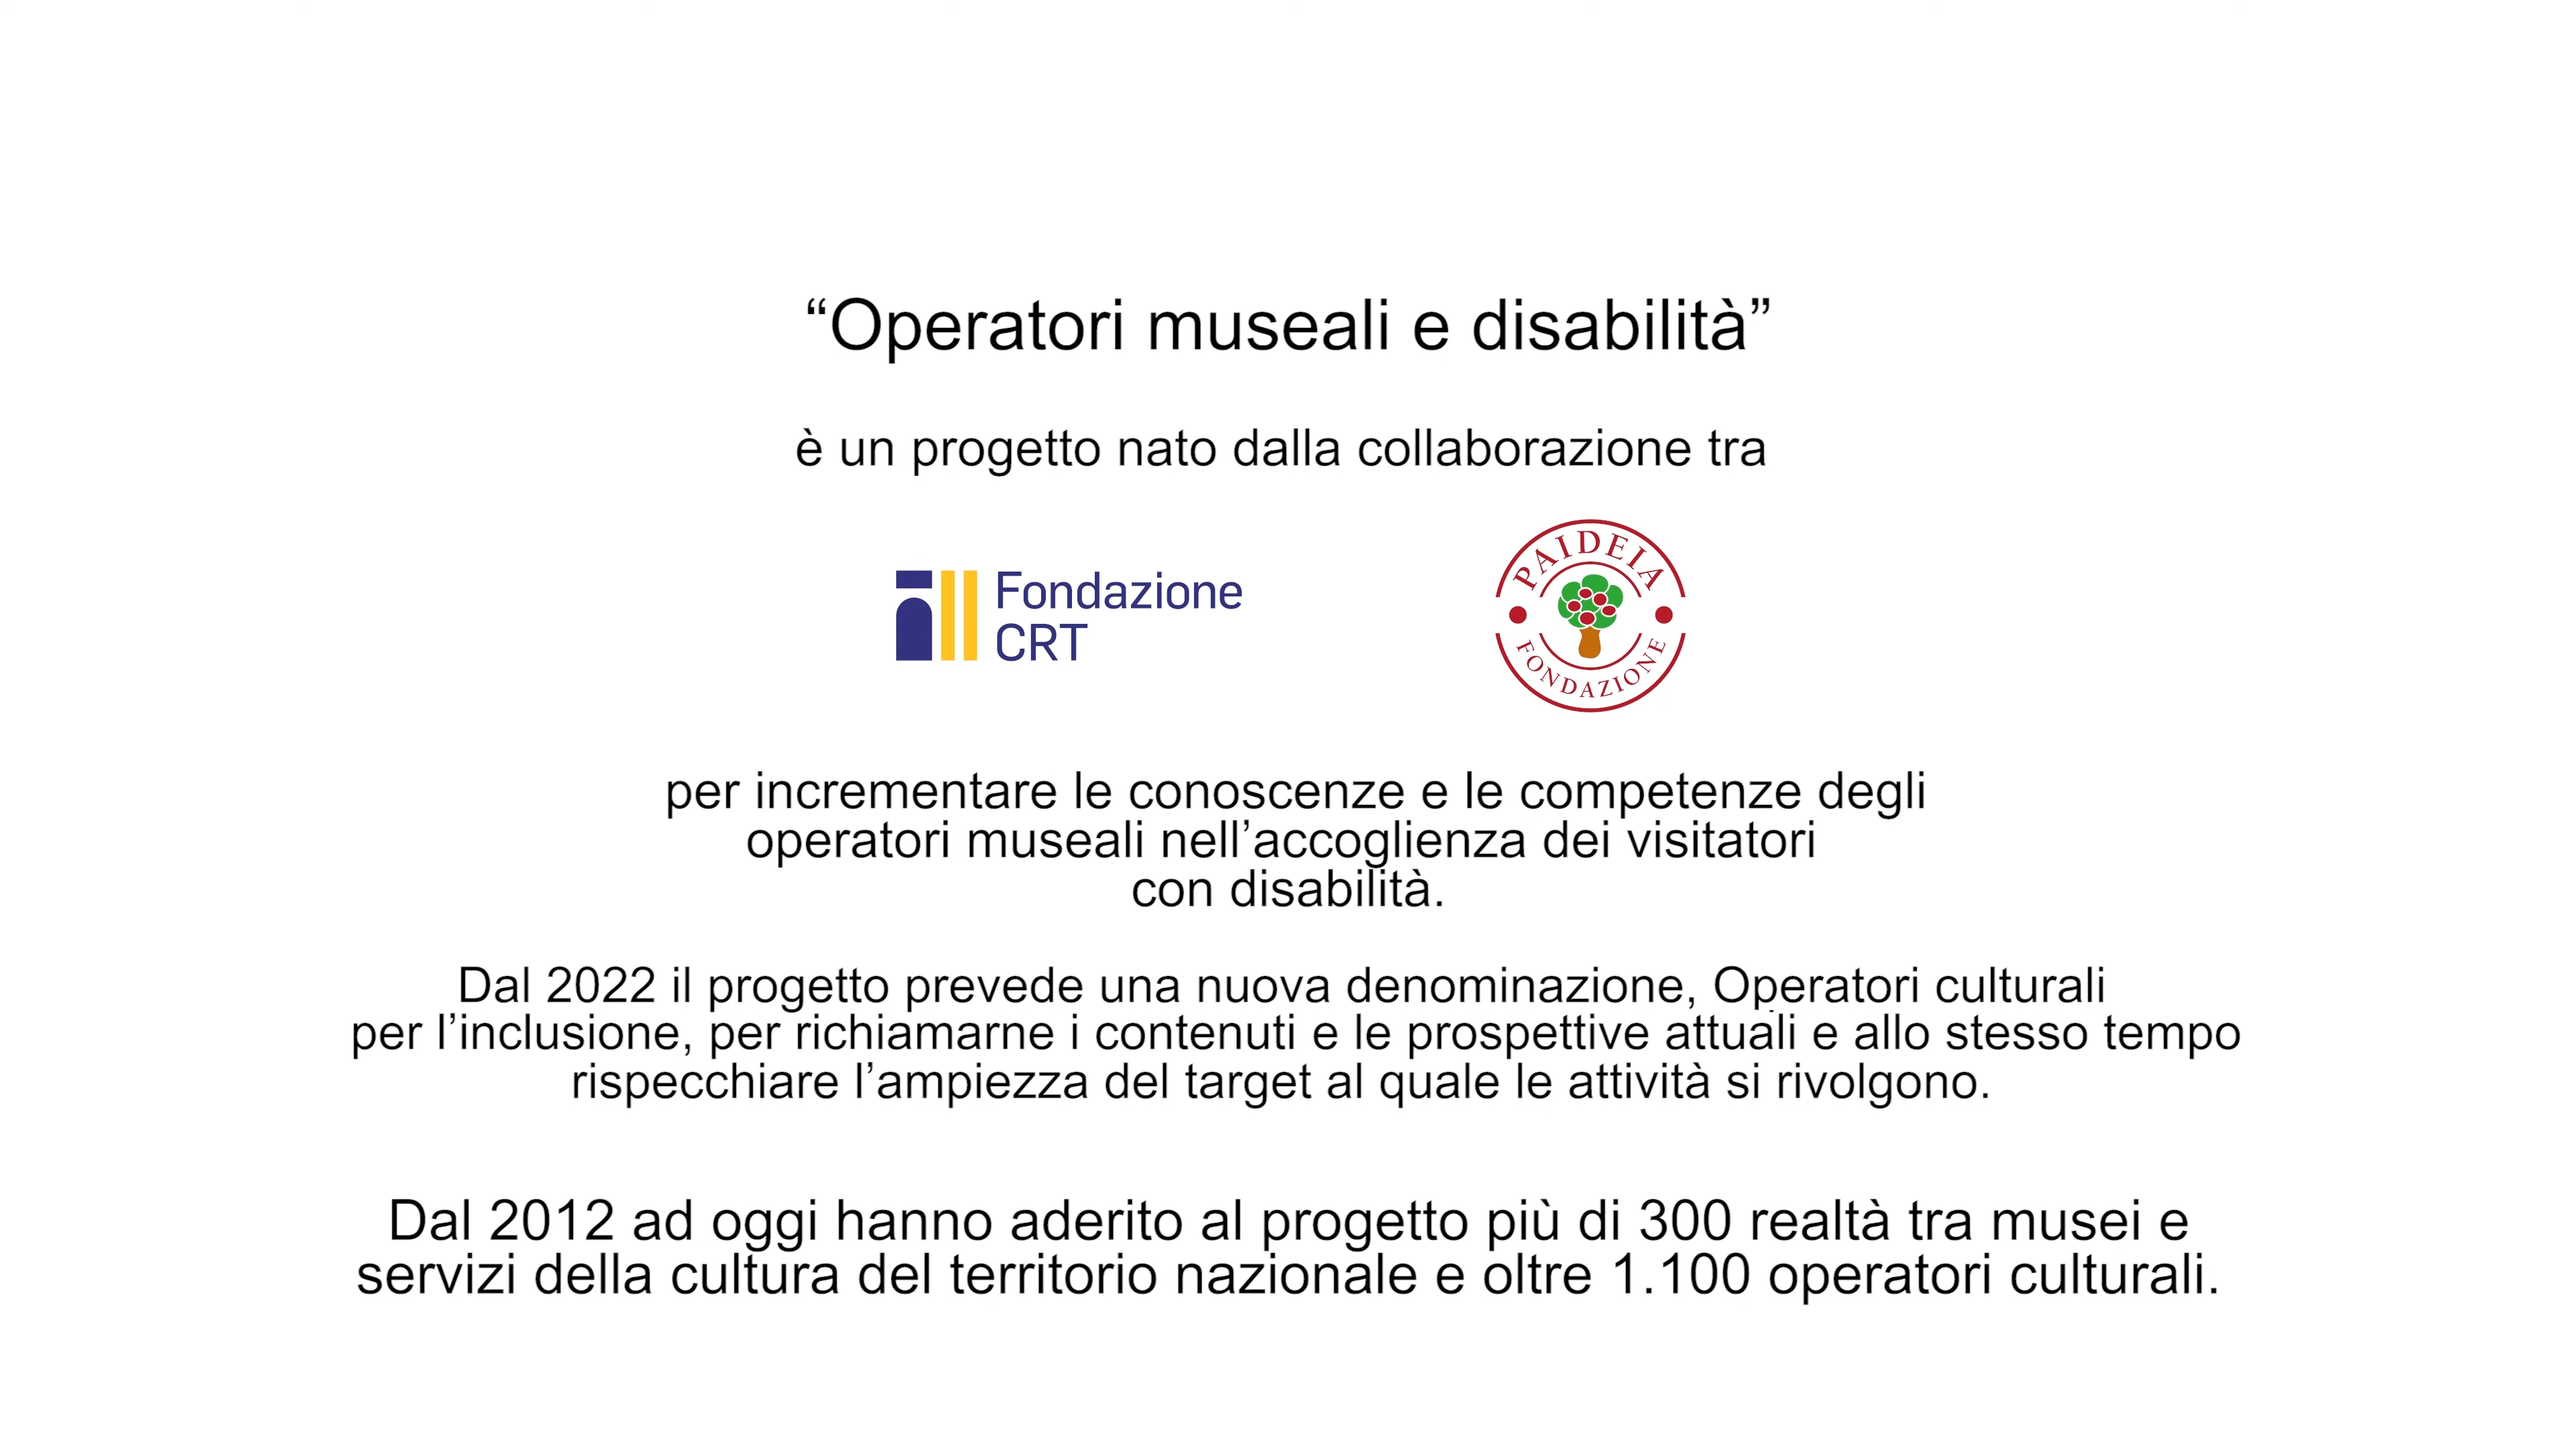 “Operatori museali e disabilità”
è un progetto nato dalla collaborazione tra
Fondazione
CRT
PAIDEIA
FONDAZIONE
per incrementare le conoscenze e le competenze degli
operatori museali nell’accoglienza dei visitatori
con disabilità.
Dal 2022 il progetto prevede una nuova denominazione, Operatori culturali
per l’inclusione, per richiamarne i contenuti e le prospettive attuali e allo stesso tempo
rispecchiare l’ampiezza del target al quale le attività si rivolgono.
Dal 2012 ad oggi hanno aderito al progetto più di 300 realtà tra musei e
servizi della cultura del territorio nazionale e oltre 1.100 operatori culturali.